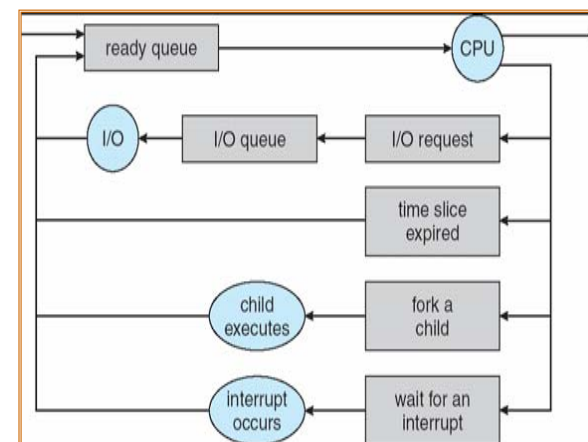 ready queue
CPU
I/O
I/O queue
I/O request
time slice
expired
child
executes
fork a
child
interrupt
occurs
wait for an
interrupt